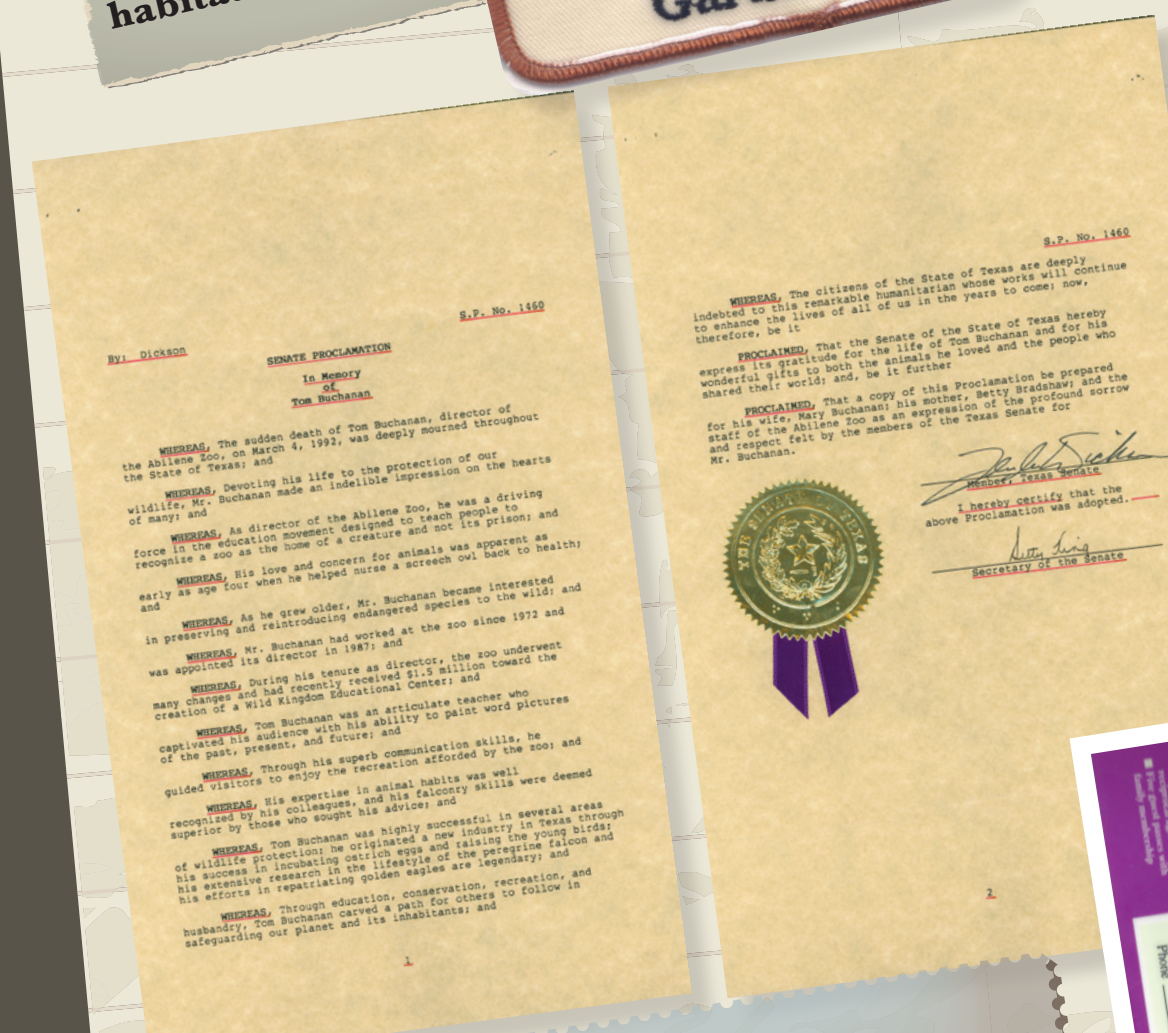 S.P. No. 1460
By: Dickson
SENATE PROCLAMATION
In Memory
of
Tom Buchanan
WHEREAS, The sudden death of Tom Buchanan, director of
the Abilene Zoo, on March 4, 1992, was deeply mourned throughout
the State of Texas; and
WHEREAS, Devoting his life to the protection of our
wildlife, Mr. Buchanan made an indelible impression on the hearts
of many; and
WHEREAS, As director of the Abilene Zoo, he was a driving
force in the education movement designed to teach people to
recognize a zoo as the home of a creature and not its prison; and
WHEREAS, His love and concern for animals was apparent as
early as age four when he helped nurse a screech owl back to health;
and
WHEREAS, As he grew older, Mr. Buchanan became interested
in preserving and reintroducing endangered species to the wild; and
WHEREAS, Mr. Buchanan had worked at the zoo since 1972 and
was appointed its director in 1987; and
WHEREAS, During his tenure as director, the zoo underwent
many changes and had recently received $1.5 million toward the
creation of a Wild Kingdom Educational Center; and
WHEREAS, Tom Buchanan was an articulate teacher who
captivated his audience with his ability to paint word pictures
of the past, present, and future; and
WHEREAS, Through his superb communication skills, he
guided visitors to enjoy the recreation afforded by the zoo; and
WHEREAS, His expertise in animal habits was well
recognized by his colleagues, and his falconry skills were deemed
superior by those who sought his advice; and
WHEREAS, Tom Buchanan was highly successful in several areas
of wildlife protection; he originated a new industry in Texas through
his success in incubating ostrich eggs and raising the young birds;
his extensive research in the lifestyle of the peregrine falcon and
his efforts in repatriating golden eagles are legendary; and
WHEREAS, Through education, conservation, recreation, and
husbandry, Tom Buchanan carved a path for others to follow in
safeguarding our planet and its inhabitants; and
1
S.P. No. 1460
WHEREAS, The citizens of the State of Texas are deeply
indebted to this remarkable humanitarian whose works will continue
to enhance the lives of all of us in the years to come; now,
therefore, be it
PROCLAIMED, That the Senate of the State of Texas hereby
express its gratitude for the life of Tom Buchanan and for his
wonderful gifts to both the animals he loved and the people who
shared their world; and, be it further
PROCLAIMED, That a copy of this Proclamation be prepared
for his wife, Mary Buchanan; his mother, Betty Bradshaw; and the
staff of the Abilene Zoo as an expression of the profound sorrow
and respect felt by the members of the Texas Senate for
Mr. Buchanan.
Member, Texas Senate
I hereby certify that the
above Proclamation was adopted.
Betty King
Secretary of the Senate
TEXAS
2
family membership
Phone